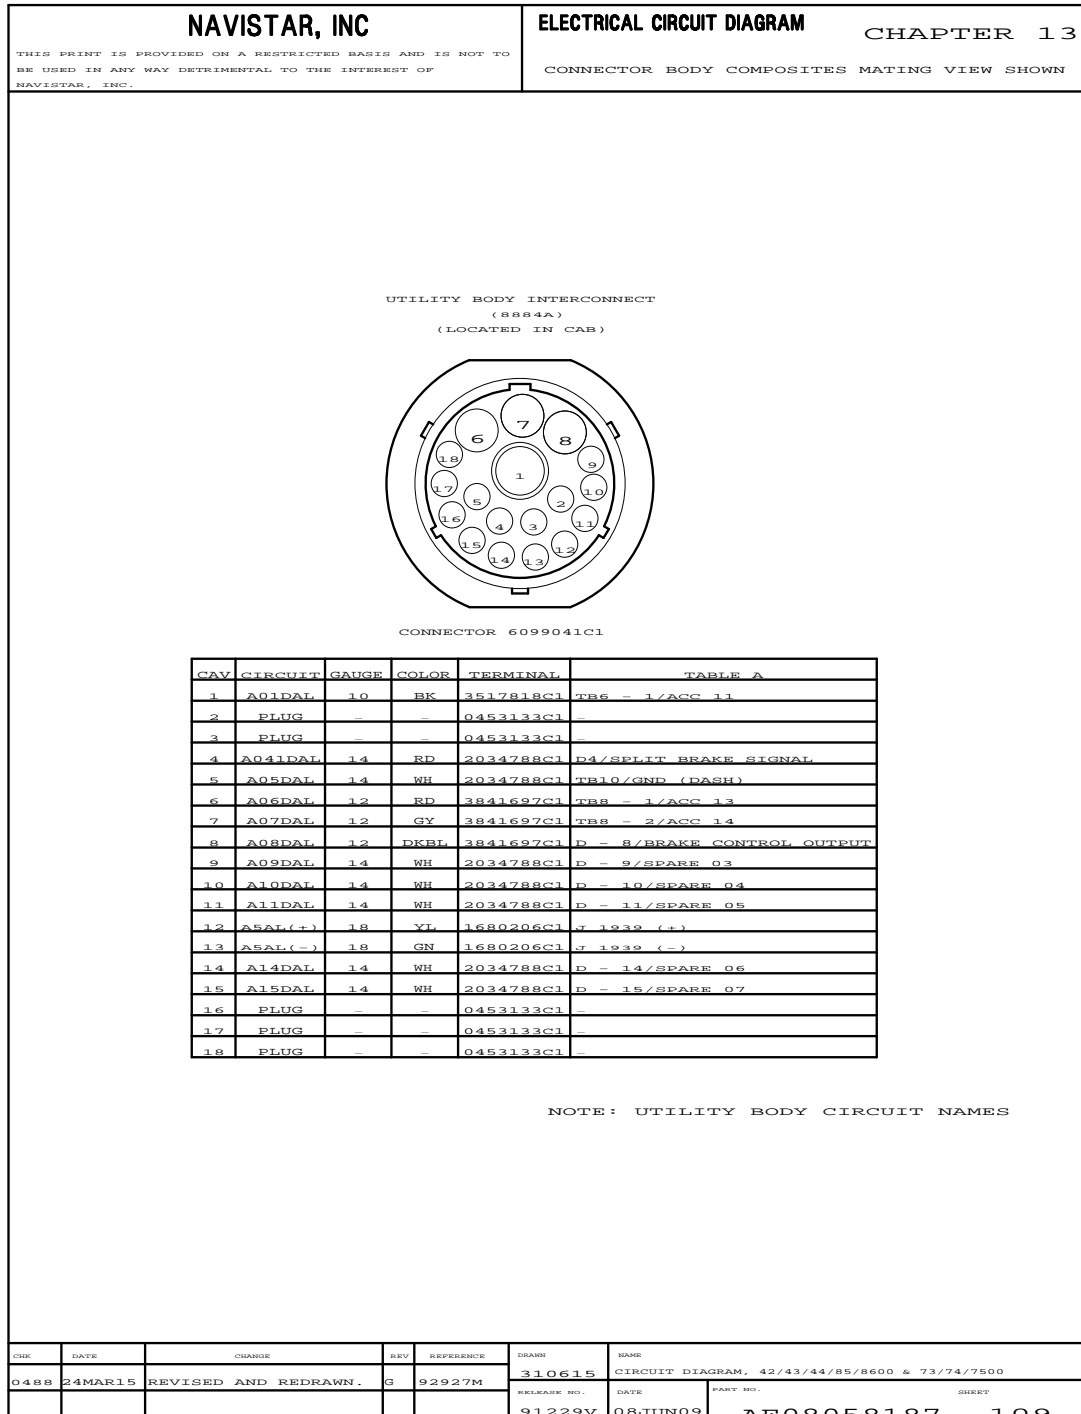 NAVISTAR, INC
THIS PRINT IS PROVIDED ON A RESTRICTED BASIS AND IS NOT TO
BE USED IN ANY WAY DETRIMENTAL TO THE INTEREST OF
NAVISTAR, INC.
ELECTRICAL CIRCUIT DIAGRAM CHAPTER 13
CONNECTOR BODY COMPOSITES MATING VIEW SHOWN
UTILITY BODY INTERCONNECT
(8884A)
(LOCATED IN CAB)
7
6 8
18 9
1
17 10
5 2
16 4 3 11
15 12
14 13
CONNECTOR 6099041C1
CAV CIRCUIT GAUGE COLOR TERMINAL TABLE A
1 A01DAL 10 BK 3517818C1 TB6 - 1/ACC 11
2 PLUG - - 0453133C1 -
3 PLUG - - 0453133C1 -
4 A041DAL 14 RD 2034788C1 D4/SPLIT BRAKE SIGNAL
5 A05DAL 14 WH 2034788C1 TB10/GND (DASH)
6 A06DAL 12 RD 3841697C1 TB8 - 1/ACC 13
7 A07DAL 12 GY 3841697C1 TB8 - 2/ACC 14
8 A08DAL 12 DKBL 3841697C1 D - 8/BRAKE CONTROL OUTPUT
9 A09DAL 14 WH 2034788C1 D - 9/SPARE 03
10 A10DAL 14 WH 2034788C1 D - 10/SPARE 04
11 A11DAL 14 WH 2034788C1 D - 11/SPARE 05
12 A5AL(+) 18 YL 1680206C1 J 1939 (+)
13 A5AL(-) 18 GN 1680206C1 J 1939 (-)
14 A14DAL 14 WH 2034788C1 D - 14/SPARE 06
15 A15DAL 14 WH 2034788C1 D - 15/SPARE 07
16 PLUG - - 0453133C1 -
17 PLUG - - 0453133C1 -
18 PLUG - - 0453133C1 -
NOTE: UTILITY BODY CIRCUIT NAMES
CHK DATE CHANGE REV REFERENCE DRAWN NAME
0488 24MAR15 REVISED AND REDRAWN. G 92927M 310615 CIRCUIT DIAGRAM, 42/43/44/85/8600 & 73/74/7500
RELEASE NO. DATE PART NO. SHEET
91229V 08JUN09 AE08058187 109